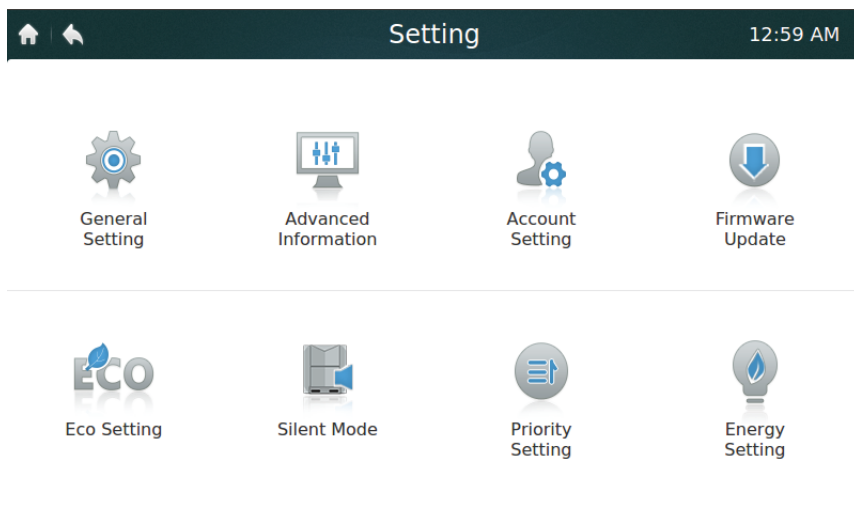 Setting
12:59 AM
General
Setting
Advanced
Information
Account
Setting
Firmware
Update
ECO
Eco Setting
Silent Mode
Priority
Setting
Energy
Setting